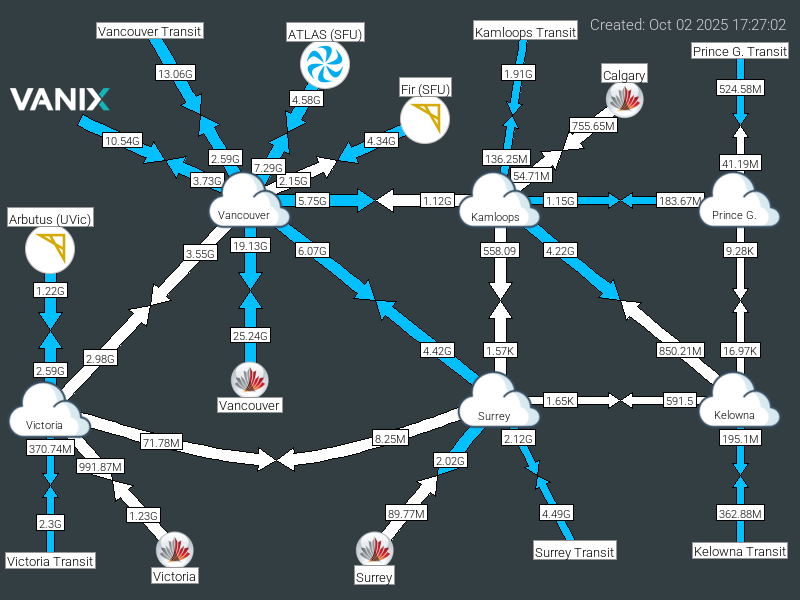 Created: Oct 02 2025 17:27:02
Vancouver Transit
ATLAS (SFU)
Kamloops Transit
Prince G. Transit
13.06G
4.58G
1.91G
Calgary
524.58M
VANIX
Fir (SFU)
755.65M
10.54G
4.34G
2.59G
7.29G
136.25M
41.19M
3.73G
2.15G
54.71M
5.75G
1.12G
1.15G
183.67M
Vancouver
Kamloops
Prince G.
Arbutus (UVic)
3.55G
19.13G
6.07G
558.09
4.22G
9.28K
1.22G
25.24G
2.98G
4.42G
1.57K
850.21M
16.97K
2.59G
Vancouver
1.65K
591.5
Victoria
Surrey
Kelowna
370.74M
71.78M
8.25M
2.12G
195.1M
991.87M
2.02G
2.3G
1.23G
89.77M
4.49G
362.88M
Victoria Transit
Victoria
Surrey
Surrey Transit
Kelowna Transit